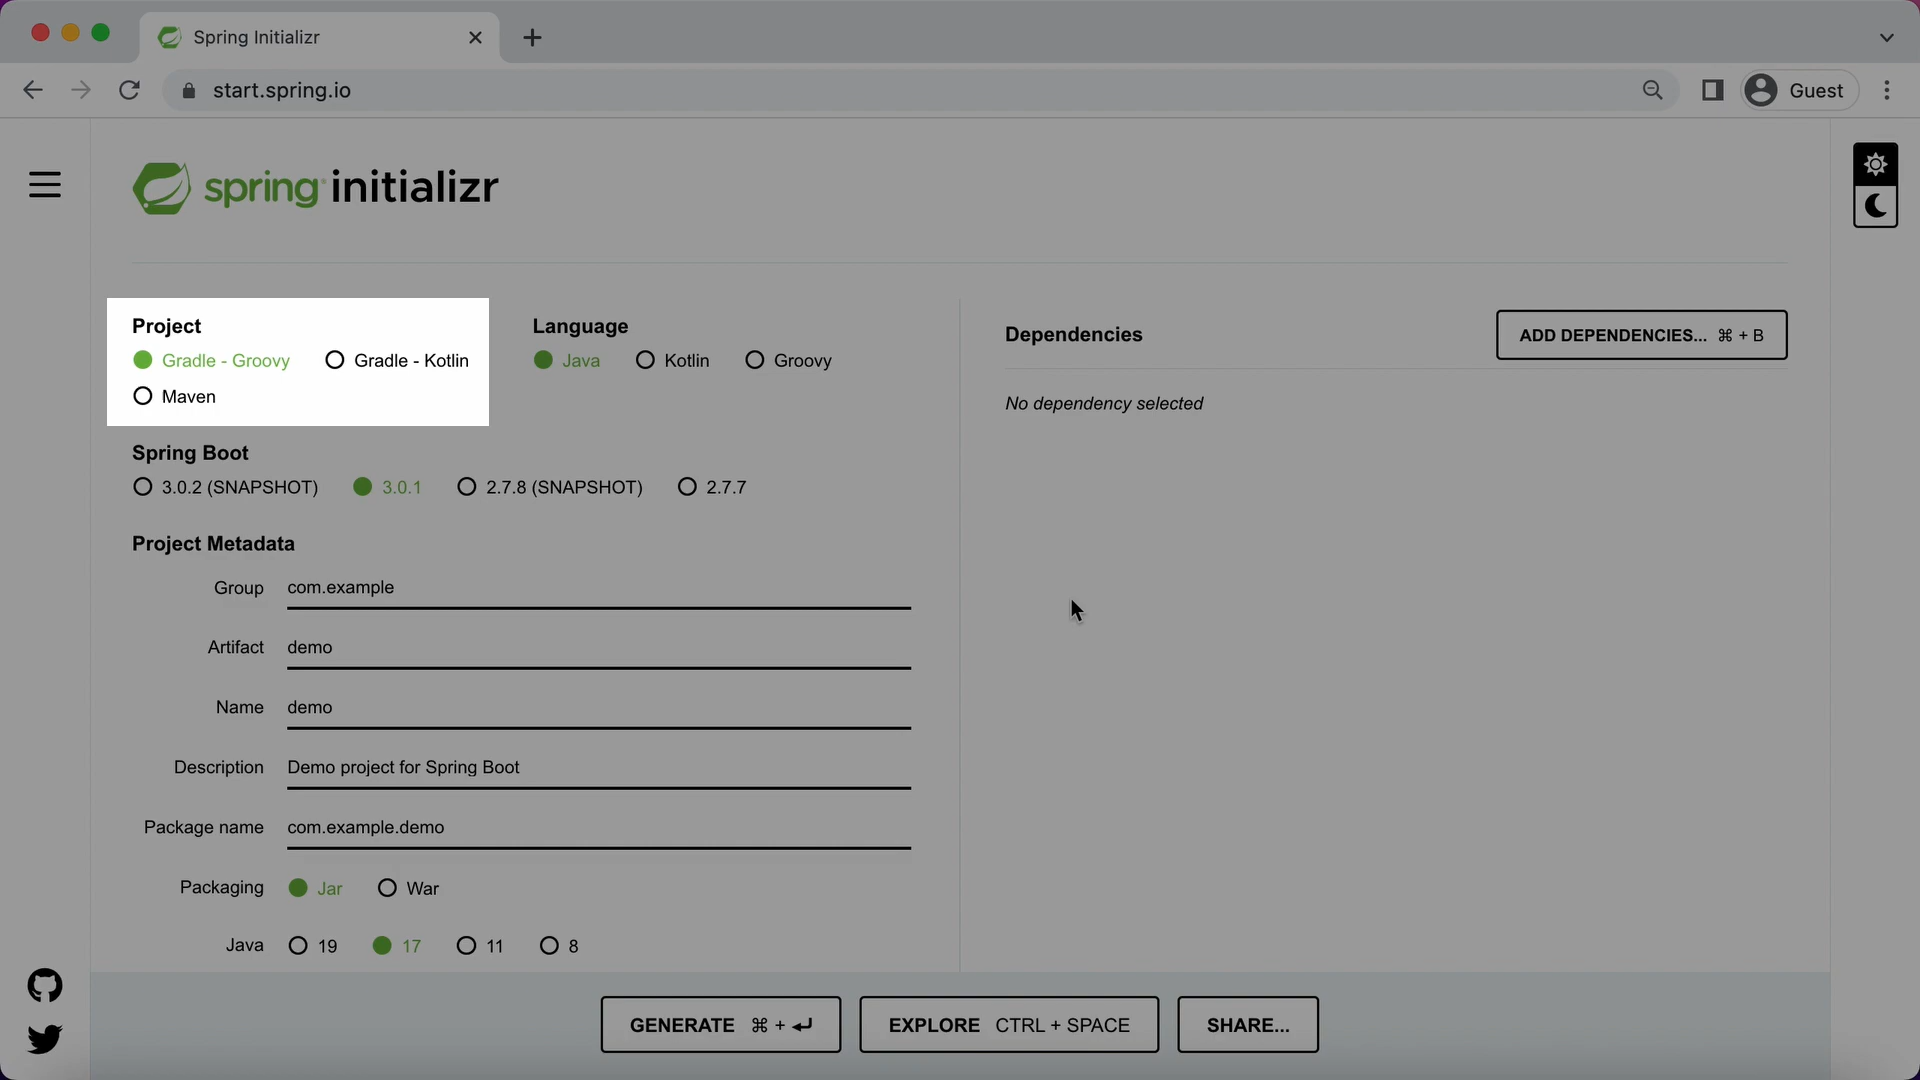 Spring Initializr
start.spring.io
Guest
spring initializr
Project
Gradle - Groovy
Gradle - Kotlin
Maven
Language
Java
Kotlin
Groovy
Dependencies
ADD DEPENDENCIES... ⌘ + B
No dependency selected
Spring Boot
3.0.2 (SNAPSHOT)
3.0.1
2.7.8 (SNAPSHOT)
2.7.7
Project Metadata
Group com.example
Artifact demo
Name demo
Description Demo project for Spring Boot
Package name com.example.demo
Packaging Jar War
Java 19 17 11 8
GENERATE ⌘ + ↵
EXPLORE CTRL + SPACE
SHARE...